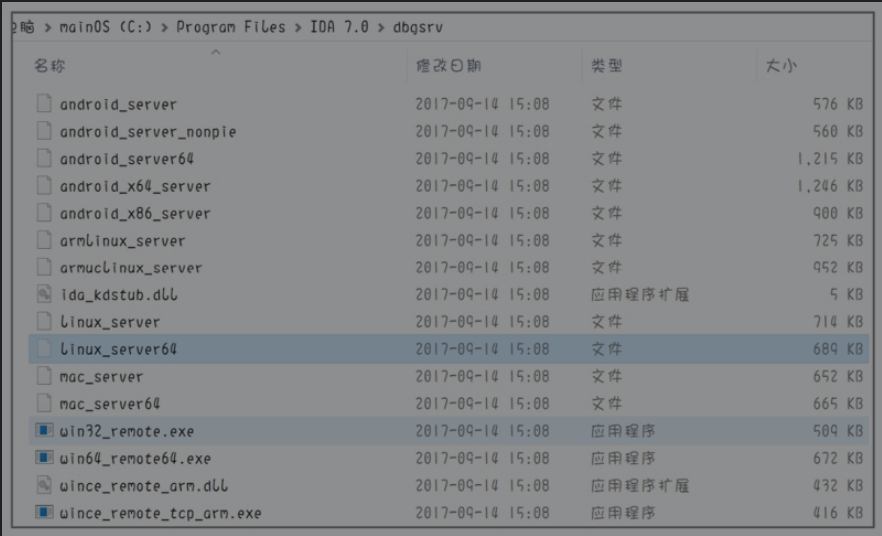 脑 > mainOS (C:) > Program Files > IDA 7.0 > dbgsrv
名称 修改日期 类型 大小
android_server 2017-09-14 15:08 文件 576 KB
android_server_nonpie 2017-09-14 15:08 文件 560 KB
android_server64 2017-09-14 15:08 文件 1,215 KB
android_x64_server 2017-09-14 15:08 文件 1,246 KB
android_x86_server 2017-09-14 15:08 文件 900 KB
armlinux_server 2017-09-14 15:08 文件 725 KB
armuclinux_server 2017-09-14 15:08 文件 952 KB
ida_kdstub.dll 2017-09-14 15:08 应用程序扩展 5 KB
linux_server 2017-09-14 15:08 文件 714 KB
linux_server64 2017-09-14 15:08 文件 689 KB
mac_server 2017-09-14 15:08 文件 652 KB
mac_server64 2017-09-14 15:08 文件 665 KB
win32_remote.exe 2017-09-14 15:08 应用程序 509 KB
win64_remote64.exe 2017-09-14 15:08 应用程序 672 KB
wince_remote_arm.dll 2017-09-14 15:08 应用程序扩展 432 KB
wince_remote_tcp_arm.exe 2017-09-14 15:08 应用程序 416 KB